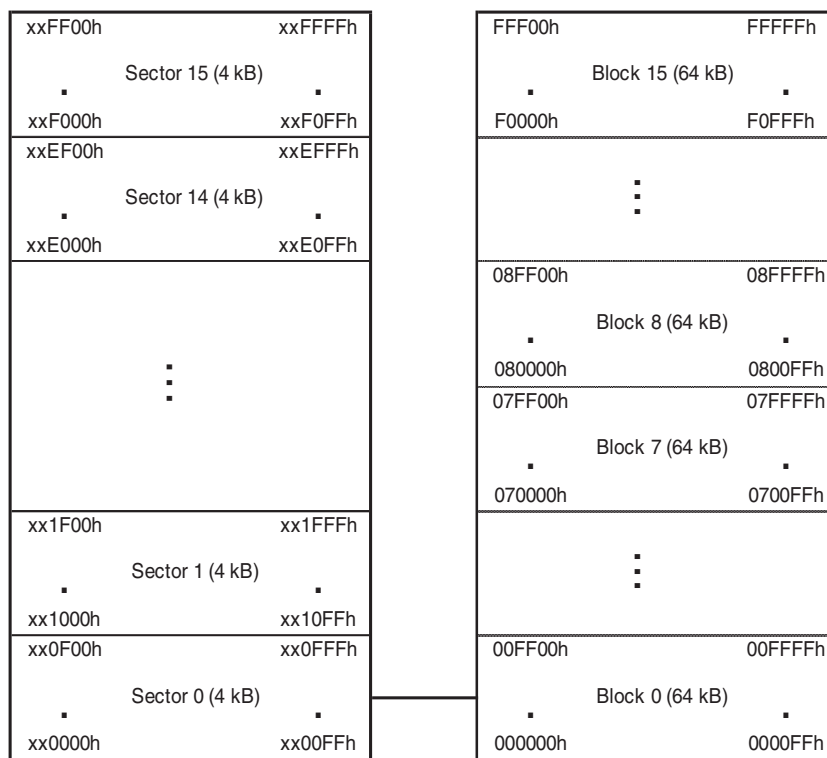 xxFF00h xxFFFFh
Sector 15 (4 kB)
xxF000h xxF0FFh
xxEF00h xxEFFFh
Sector 14 (4 kB)
xxE000h xxE0FFh
xx1F00h xx1FFFh
Sector 1 (4 kB)
xx1000h xx10FFh
xx0F00h xx0FFFh
Sector 0 (4 kB)
xx0000h xx00FFh
FFF00h FFFFFh
Block 15 (64 kB)
F0000h F0FFFh
08FF00h 08FFFFh
Block 8 (64 kB)
080000h 0800FFh
07FF00h 07FFFFh
Block 7 (64 kB)
070000h 0700FFh
00FF00h 00FFFFh
Block 0 (64 kB)
000000h 0000FFh